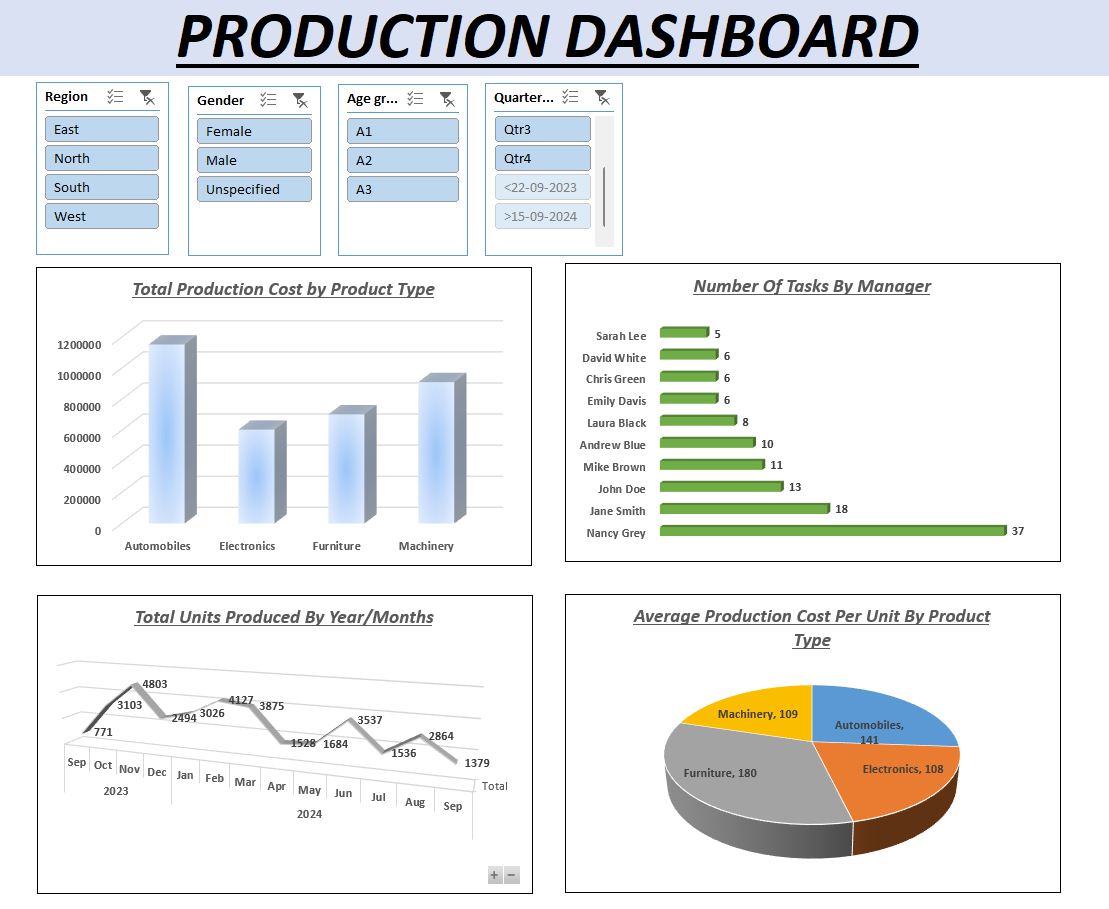 PRODUCTION DASHBOARD
Region
East
North
South
West
Gender
Female
Male
Unspecified
Age gr...
A1
A2
A3
Quarter...
Qtr3
Qtr4
<22-09-2023
>15-09-2024
Total Production Cost by Product Type
1200000
1000000
800000
600000
400000
200000
0
Automobiles Electronics Furniture Machinery
Number Of Tasks By Manager
Sarah Lee 5
David White 6
Chris Green 6
Emily Davis 6
Laura Black 8
Andrew Blue 10
Mike Brown 11
John Doe 13
Jane Smith 18
Nancy Grey 37
Total Units Produced By Year/Months
771 3103 4803 2494 3026 4127 3875 1528 1684 3537 1536 2864 1379
Sep Oct Nov Dec Jan Feb Mar Apr May Jun Jul Aug Sep
2023 2024
Total
+ −
Average Production Cost Per Unit By Product
Type
Machinery, 109
Automobiles,
141
Electronics, 108
Furniture, 180